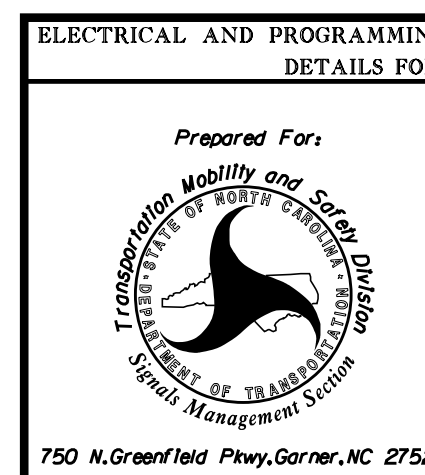 ELECTRICAL AND PROGRAMMIN
DETAILS FO
Prepared For:
Transportation Mobility and Safety Division
STATE OF NORTH CAROLINA
DEPARTMENT OF TRANSPORTATION
Signals Management Section
750 N.Greenfield Pkwy,Garner,NC 2752